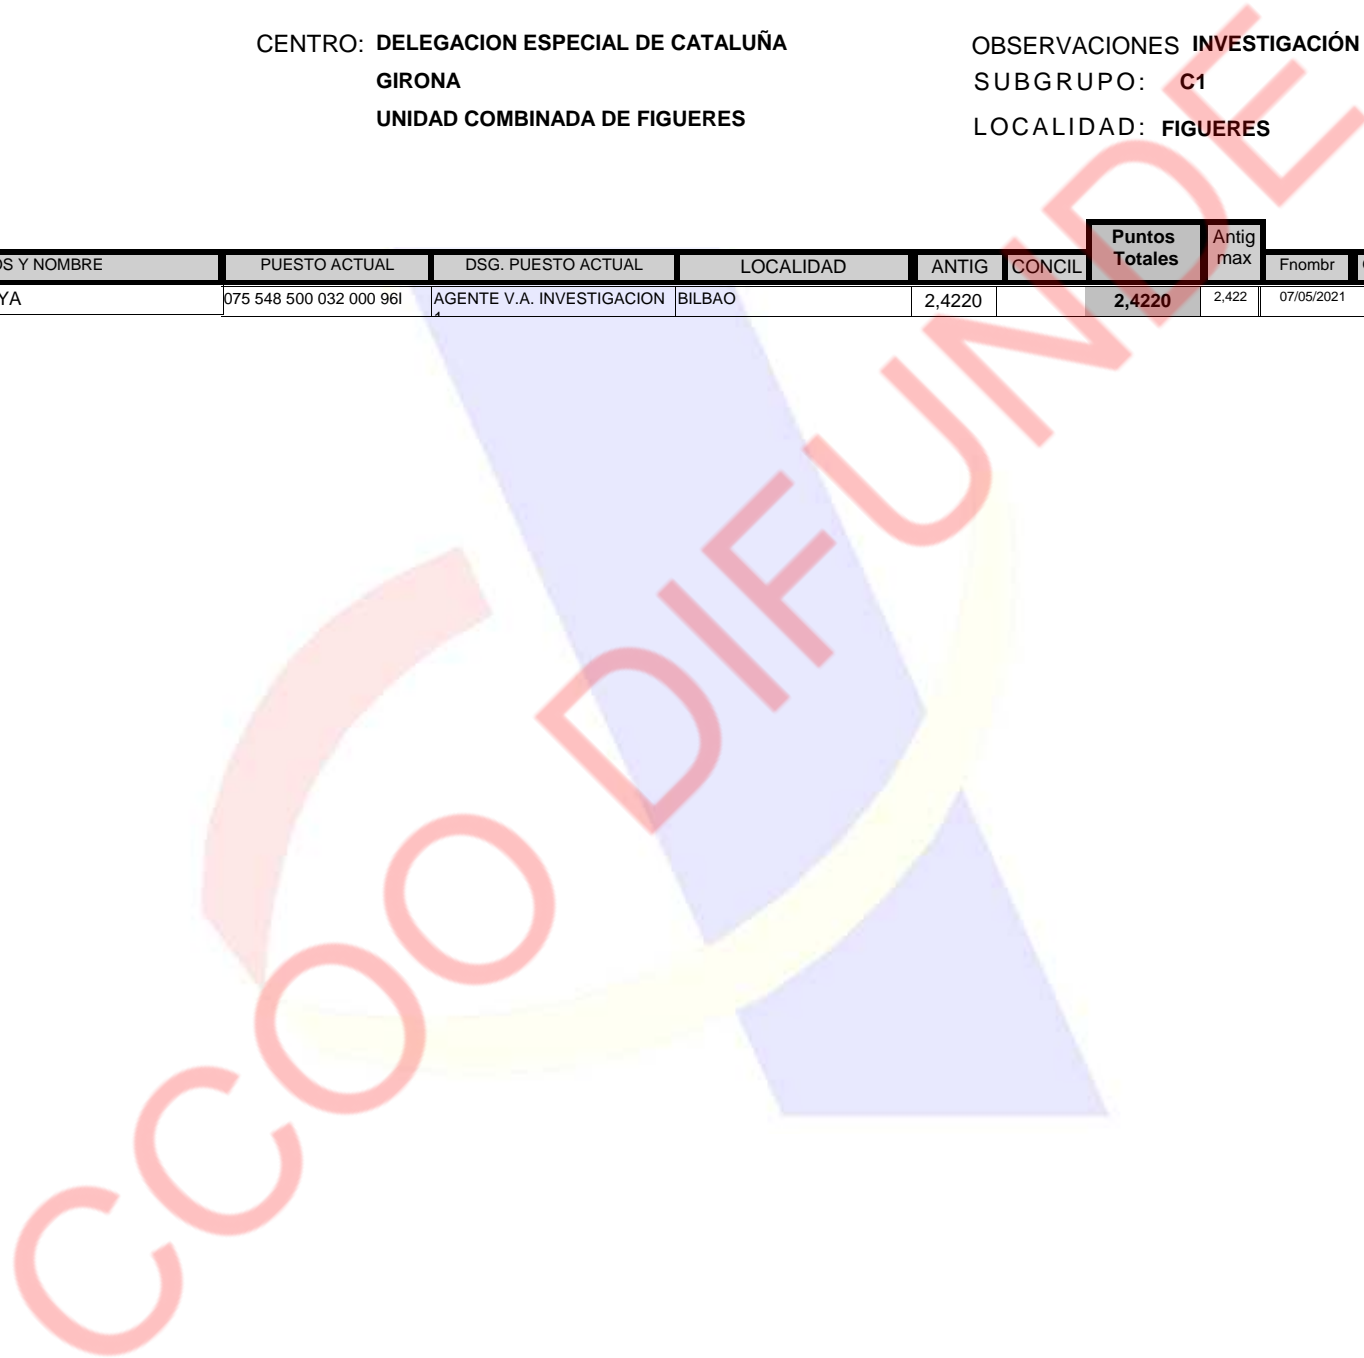 CENTRO: DELEGACION ESPECIAL DE CATALUÑA OBSERVACIONES INVESTIGACIÓN
GIRONA SUBGRUPO: C1
UNIDAD COMBINADA DE FIGUERES LOCALIDAD: FIGUERES
OS Y NOMBRE PUESTO ACTUAL DSG. PUESTO ACTUAL LOCALIDAD ANTIG CONCIL Puntos Totales Antig max Fnombr
YA 075 548 500 032 000 96I AGENTE V.A. INVESTIGACION BILBAO 2,4220 2,4220 2,422 07/05/2021
CCOO DIFUNDE